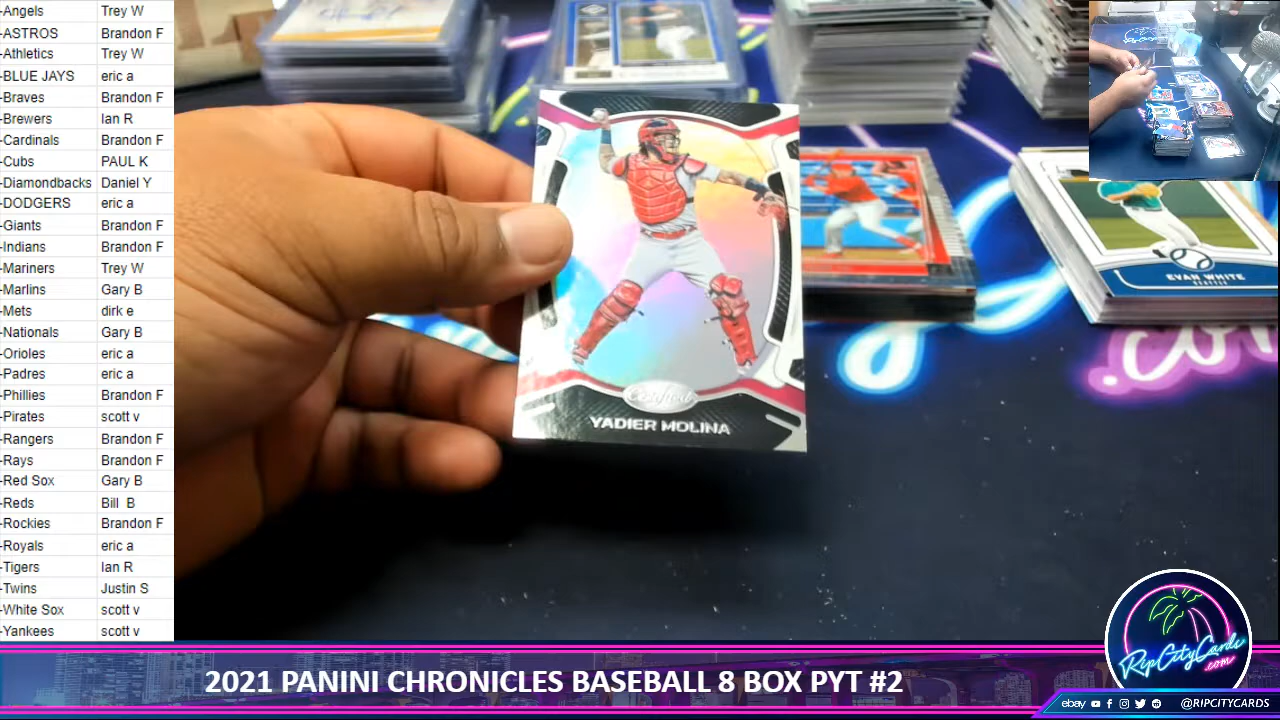 -Angels Trey W
-ASTROS Brandon F
-Athletics Trey W
-BLUE JAYS eric a
-Braves Brandon F
-Brewers Ian R
-Cardinals Brandon F
-Cubs PAUL K
-Diamondbacks Daniel Y
-DODGERS eric a
-Giants Brandon F
-Indians Brandon F
-Mariners Trey W
-Marlins Gary B
-Mets dirk e
-Nationals Gary B
-Orioles eric a
-Padres eric a
-Phillies Brandon F
-Pirates scott v
-Rangers Brandon F
-Rays Brandon F
-Red Sox Gary B
-Reds Bill B
-Rockies Brandon F
-Royals eric a
-Tigers Ian R
-Twins Justin S
-White Sox scott v
-Yankees scott v
Certified
YADIER MOLINA
EVAN WHITE
SEATTLE
.com
RipCityCards
.com
2021 PANINI CHRONICLES BASEBALL 8 BOX PYT #2
ebay @RIPCITYCARDS